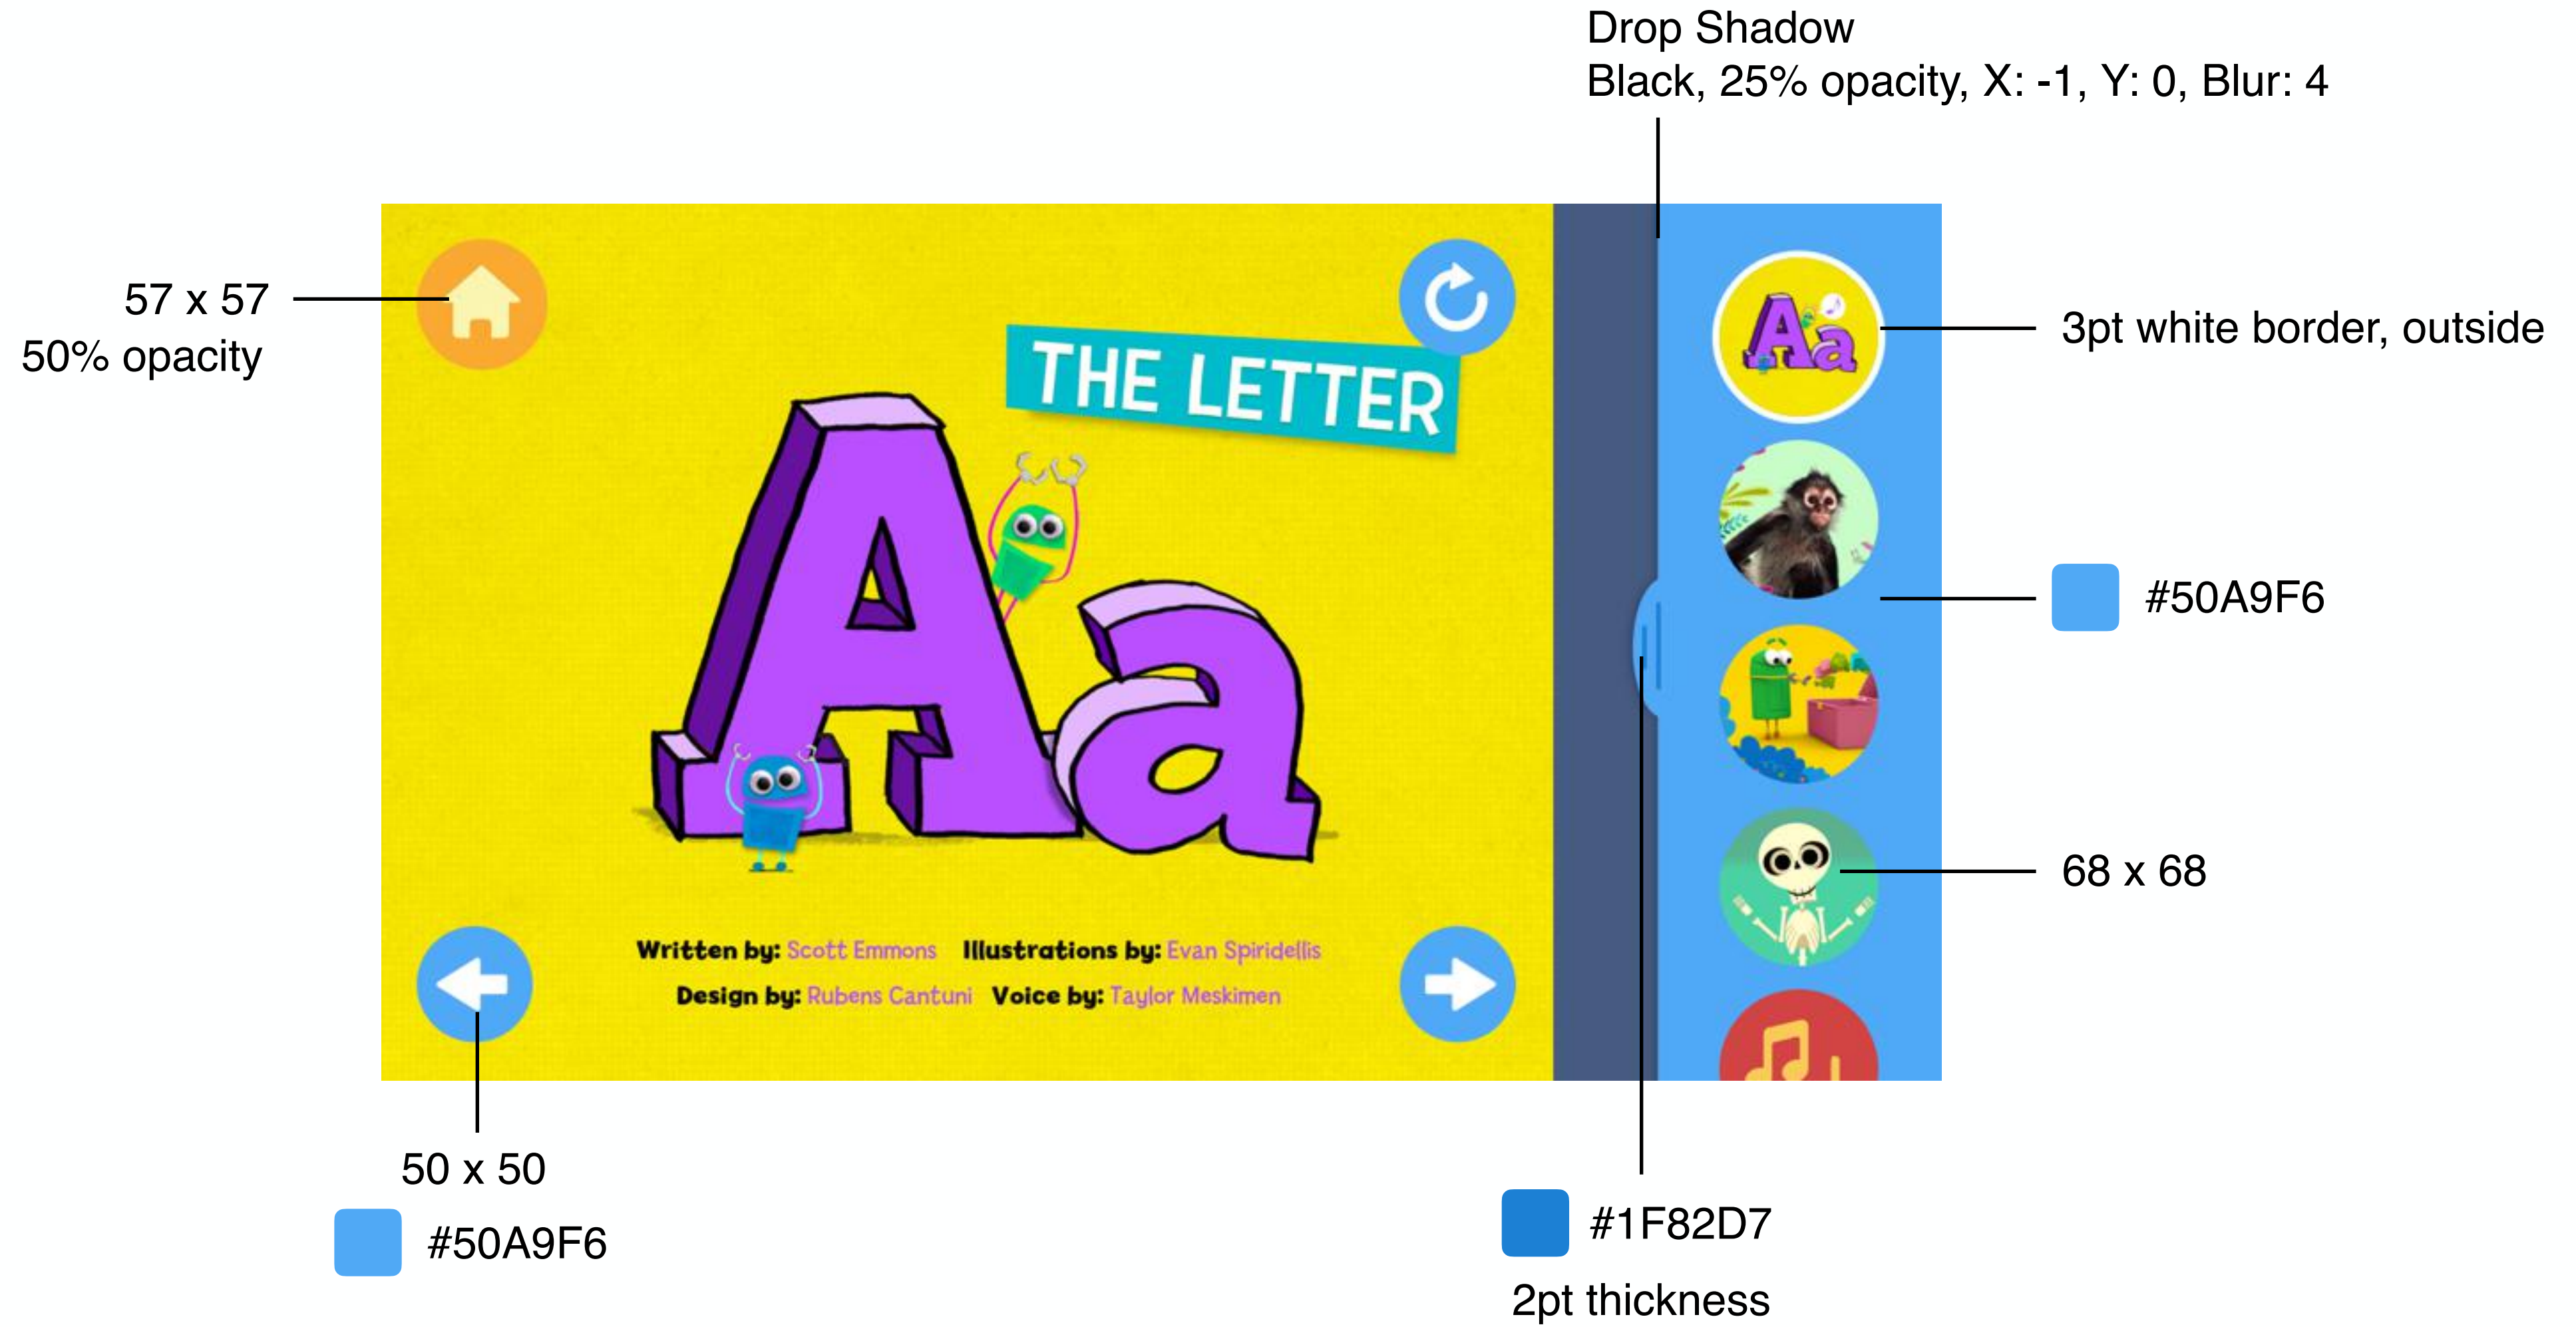 Drop Shadow
Black, 25% opacity, X: -1, Y: 0, Blur: 4
57 x 57
50% opacity
THE LETTER
Aa
Aa
3pt white border, outside
#50A9F6
68 x 68
Written by: Scott Emmons Illustrations by: Evan Spiridellis
Design by: Rubens Cantuni Voice by: Taylor Meskimen
50 x 50
#50A9F6
#1F82D7
2pt thickness